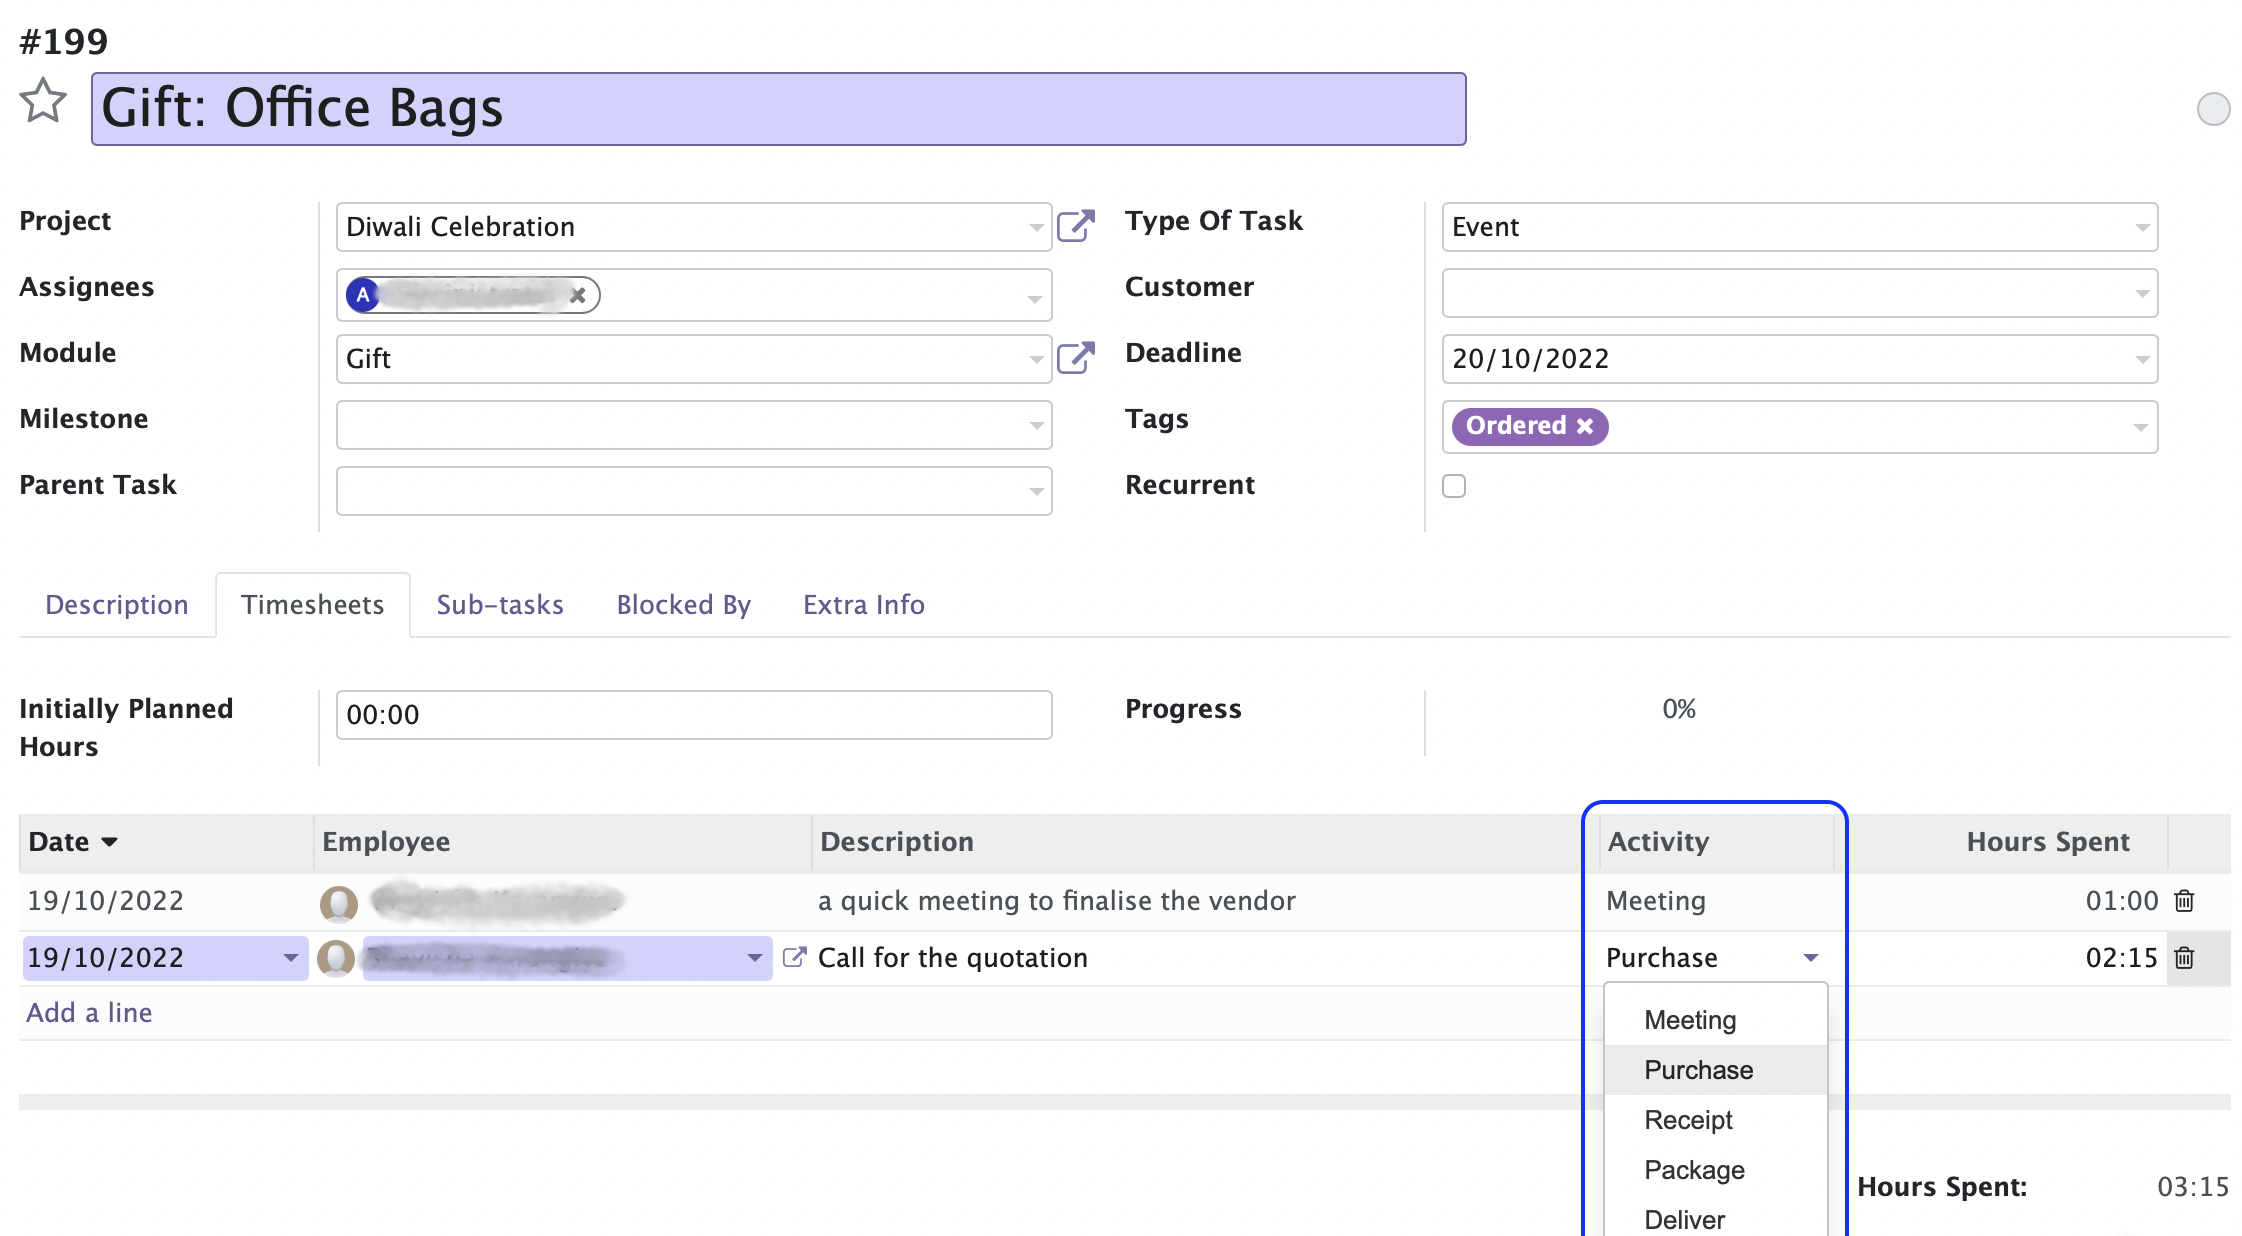 #199
Gift: Office Bags
Project
Diwali Celebration
Type Of Task
Event
Assignees
A
Customer
Module
Gift
Deadline
20/10/2022
Milestone
Tags
Ordered
Parent Task
Recurrent
Description
Timesheets
Sub-tasks
Blocked By
Extra Info
Initially Planned
Hours
00:00
Progress
0%
Date
Employee
Description
Activity
Hours Spent
19/10/2022
a quick meeting to finalise the vendor
Meeting
01:00
19/10/2022
Call for the quotation
Purchase
02:15
Add a line
Meeting
Purchase
Receipt
Package
Deliver
Hours Spent:
03:15